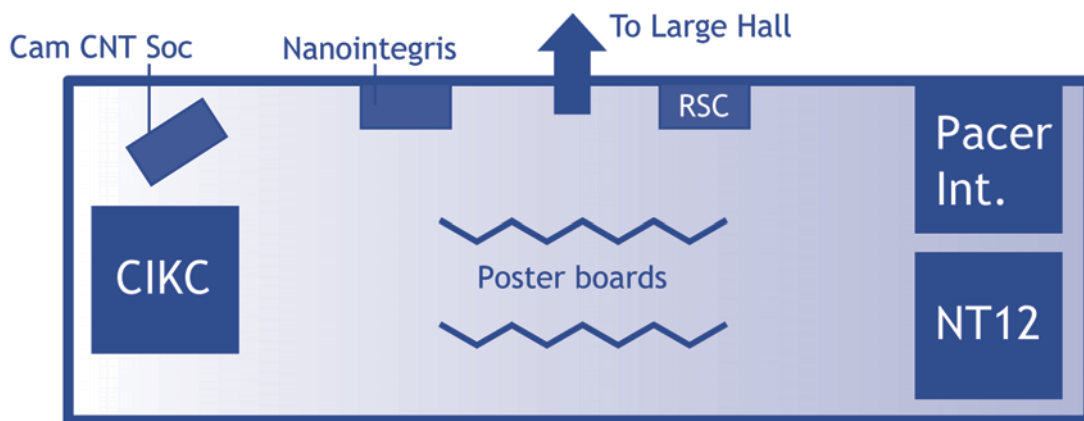 To Large Hall
Cam CNT Soc
Nanointegris
RSC
Pacer
Int.
CIKC
Poster boards
NT12